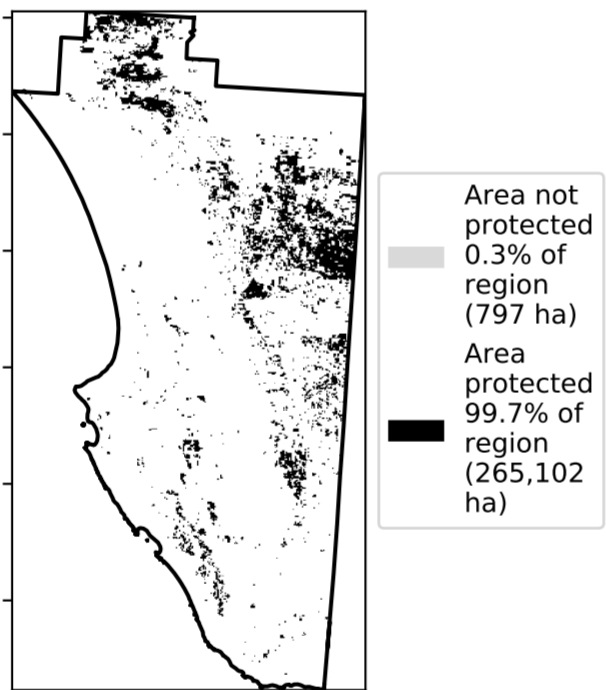 Area not
protected
0.3% of
region
(797 ha)
Area
protected
99.7% of
region
(265,102
ha)